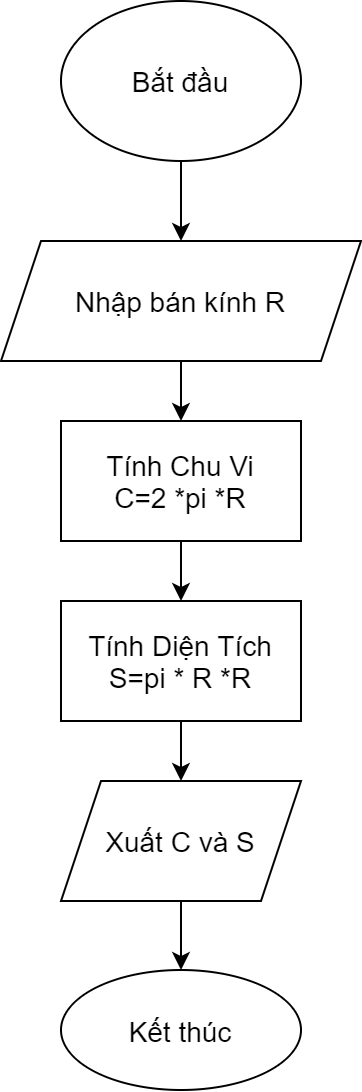 Bắt đầu
Nhập bán kính R
Tính Chu Vi
C=2 *pi *R
Tính Diện Tích
S=pi * R *R
Xuất C và S
Kết thúc